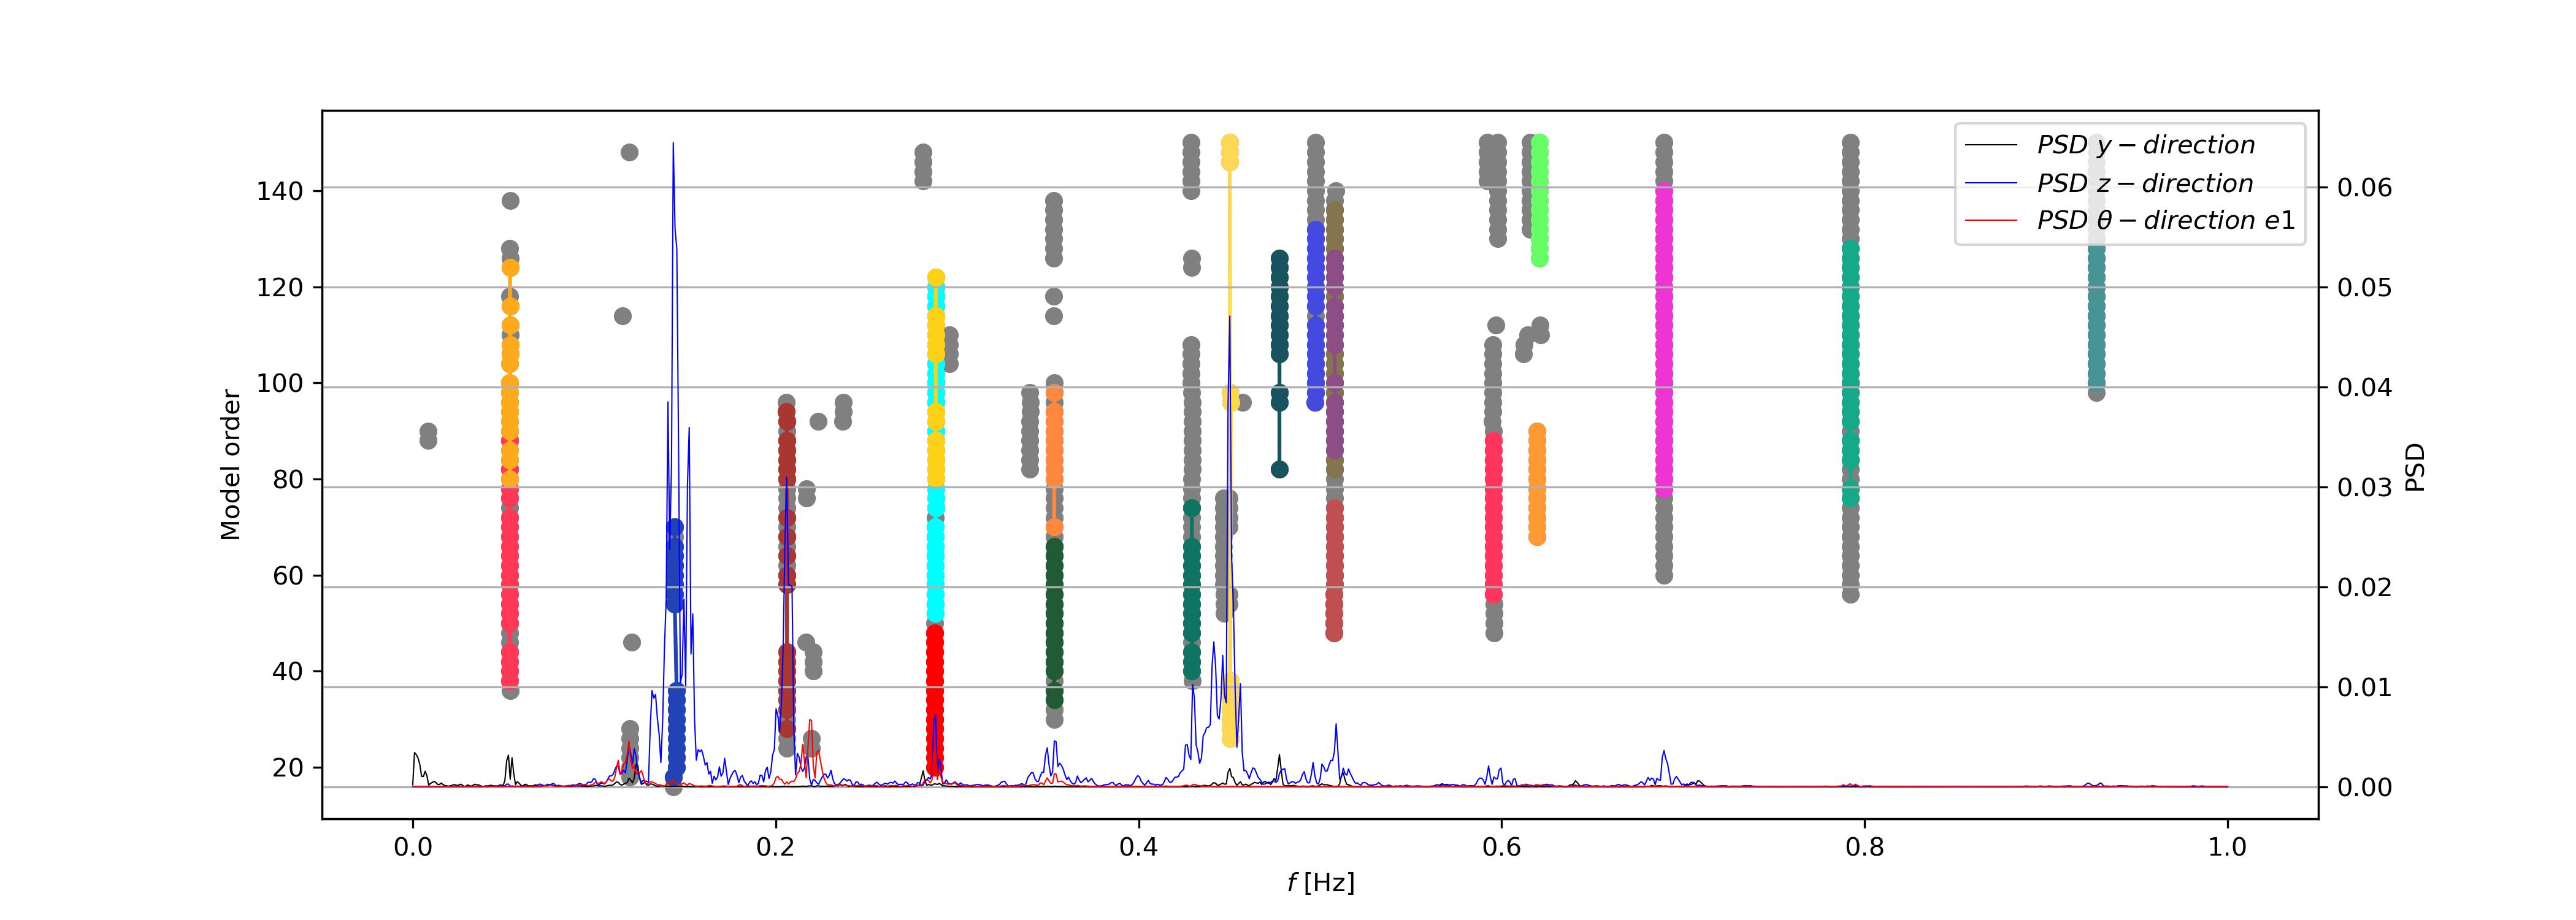 PSD y − direction
PSD z − direction
PSD θ − direction e1
Model order
140
120
100
80
60
40
20
0.06
0.05
0.04
0.03
0.02
0.01
0.00
PSD
0.0 0.2 0.4 0.6 0.8 1.0
f [Hz]